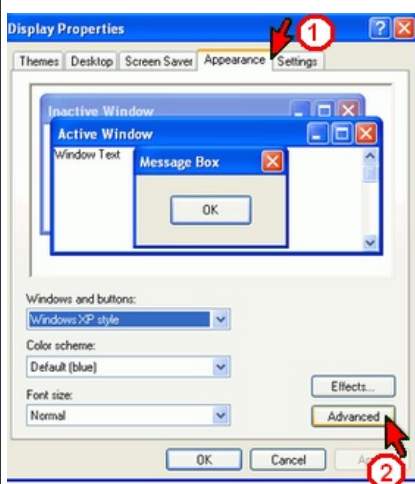 Display Properties
1
Themes Desktop Screen Saver Appearance Settings
Inactive Window
Active Window
Window Text
Message Box
OK
Windows and buttons:
Windows XP style
Color scheme:
Default (blue)
Font size:
Normal
Effects...
Advanced
OK Cancel
2